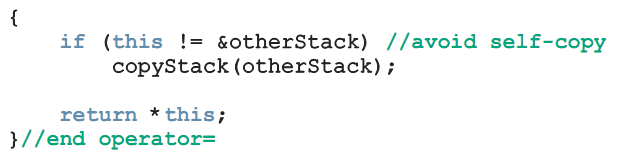 {
if (this != &otherStack) //avoid self-copy
copyStack(otherStack);
return *this;
}//end operator=